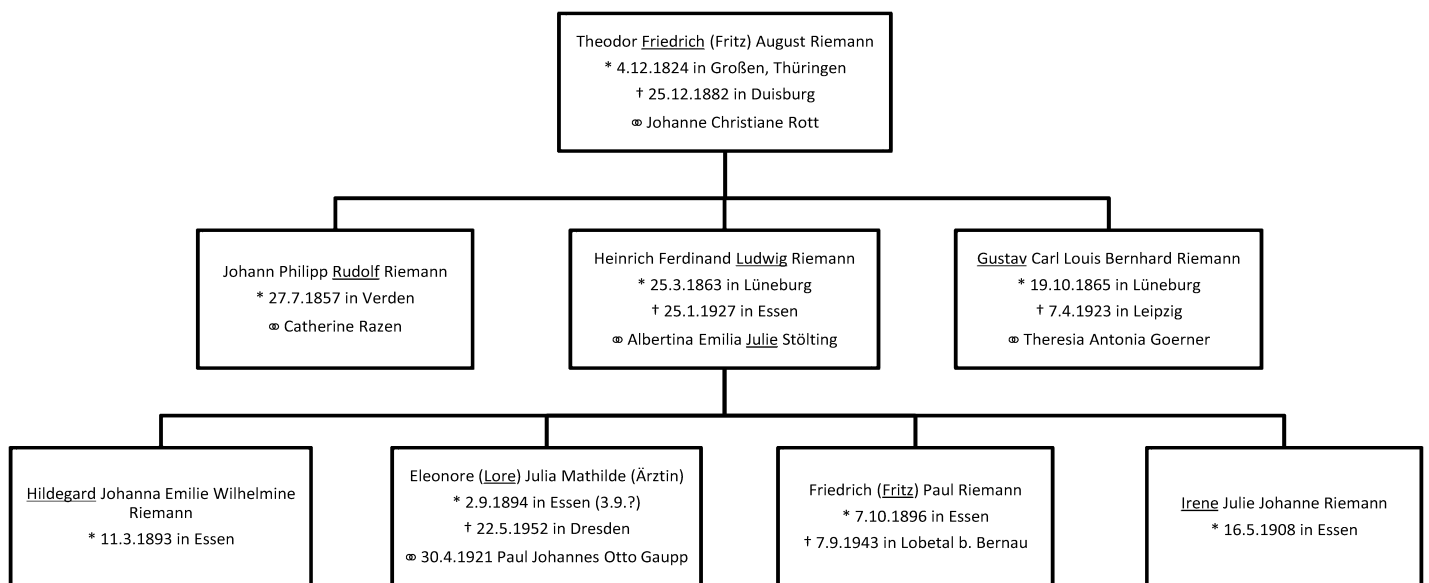 Theodor Friedrich (Fritz) August Riemann
* 4.12.1824 in Großen, Thüringen
† 25.12.1882 in Duisburg
⚭ Johanne Christiane Rott
Johann Philipp Rudolf Riemann
* 27.7.1857 in Verden
⚭ Catherine Razen
Heinrich Ferdinand Ludwig Riemann
* 25.3.1863 in Lüneburg
† 25.1.1927 in Essen
⚭ Albertina Emilia Julie Stölting
Gustav Carl Louis Bernhard Riemann
* 19.10.1865 in Lüneburg
† 7.4.1923 in Leipzig
⚭ Theresia Antonia Goerner
Hildegard Johanna Emilie Wilhelmine
Riemann
* 11.3.1893 in Essen
Eleonore (Lore) Julia Mathilde (Ärztin)
* 2.9.1894 in Essen (3.9.?)
† 22.5.1952 in Dresden
⚭ 30.4.1921 Paul Johannes Otto Gaupp
Friedrich (Fritz) Paul Riemann
* 7.10.1896 in Essen
† 7.9.1943 in Lobetal b. Bernau
Irene Julie Johanne Riemann
* 16.5.1908 in Essen